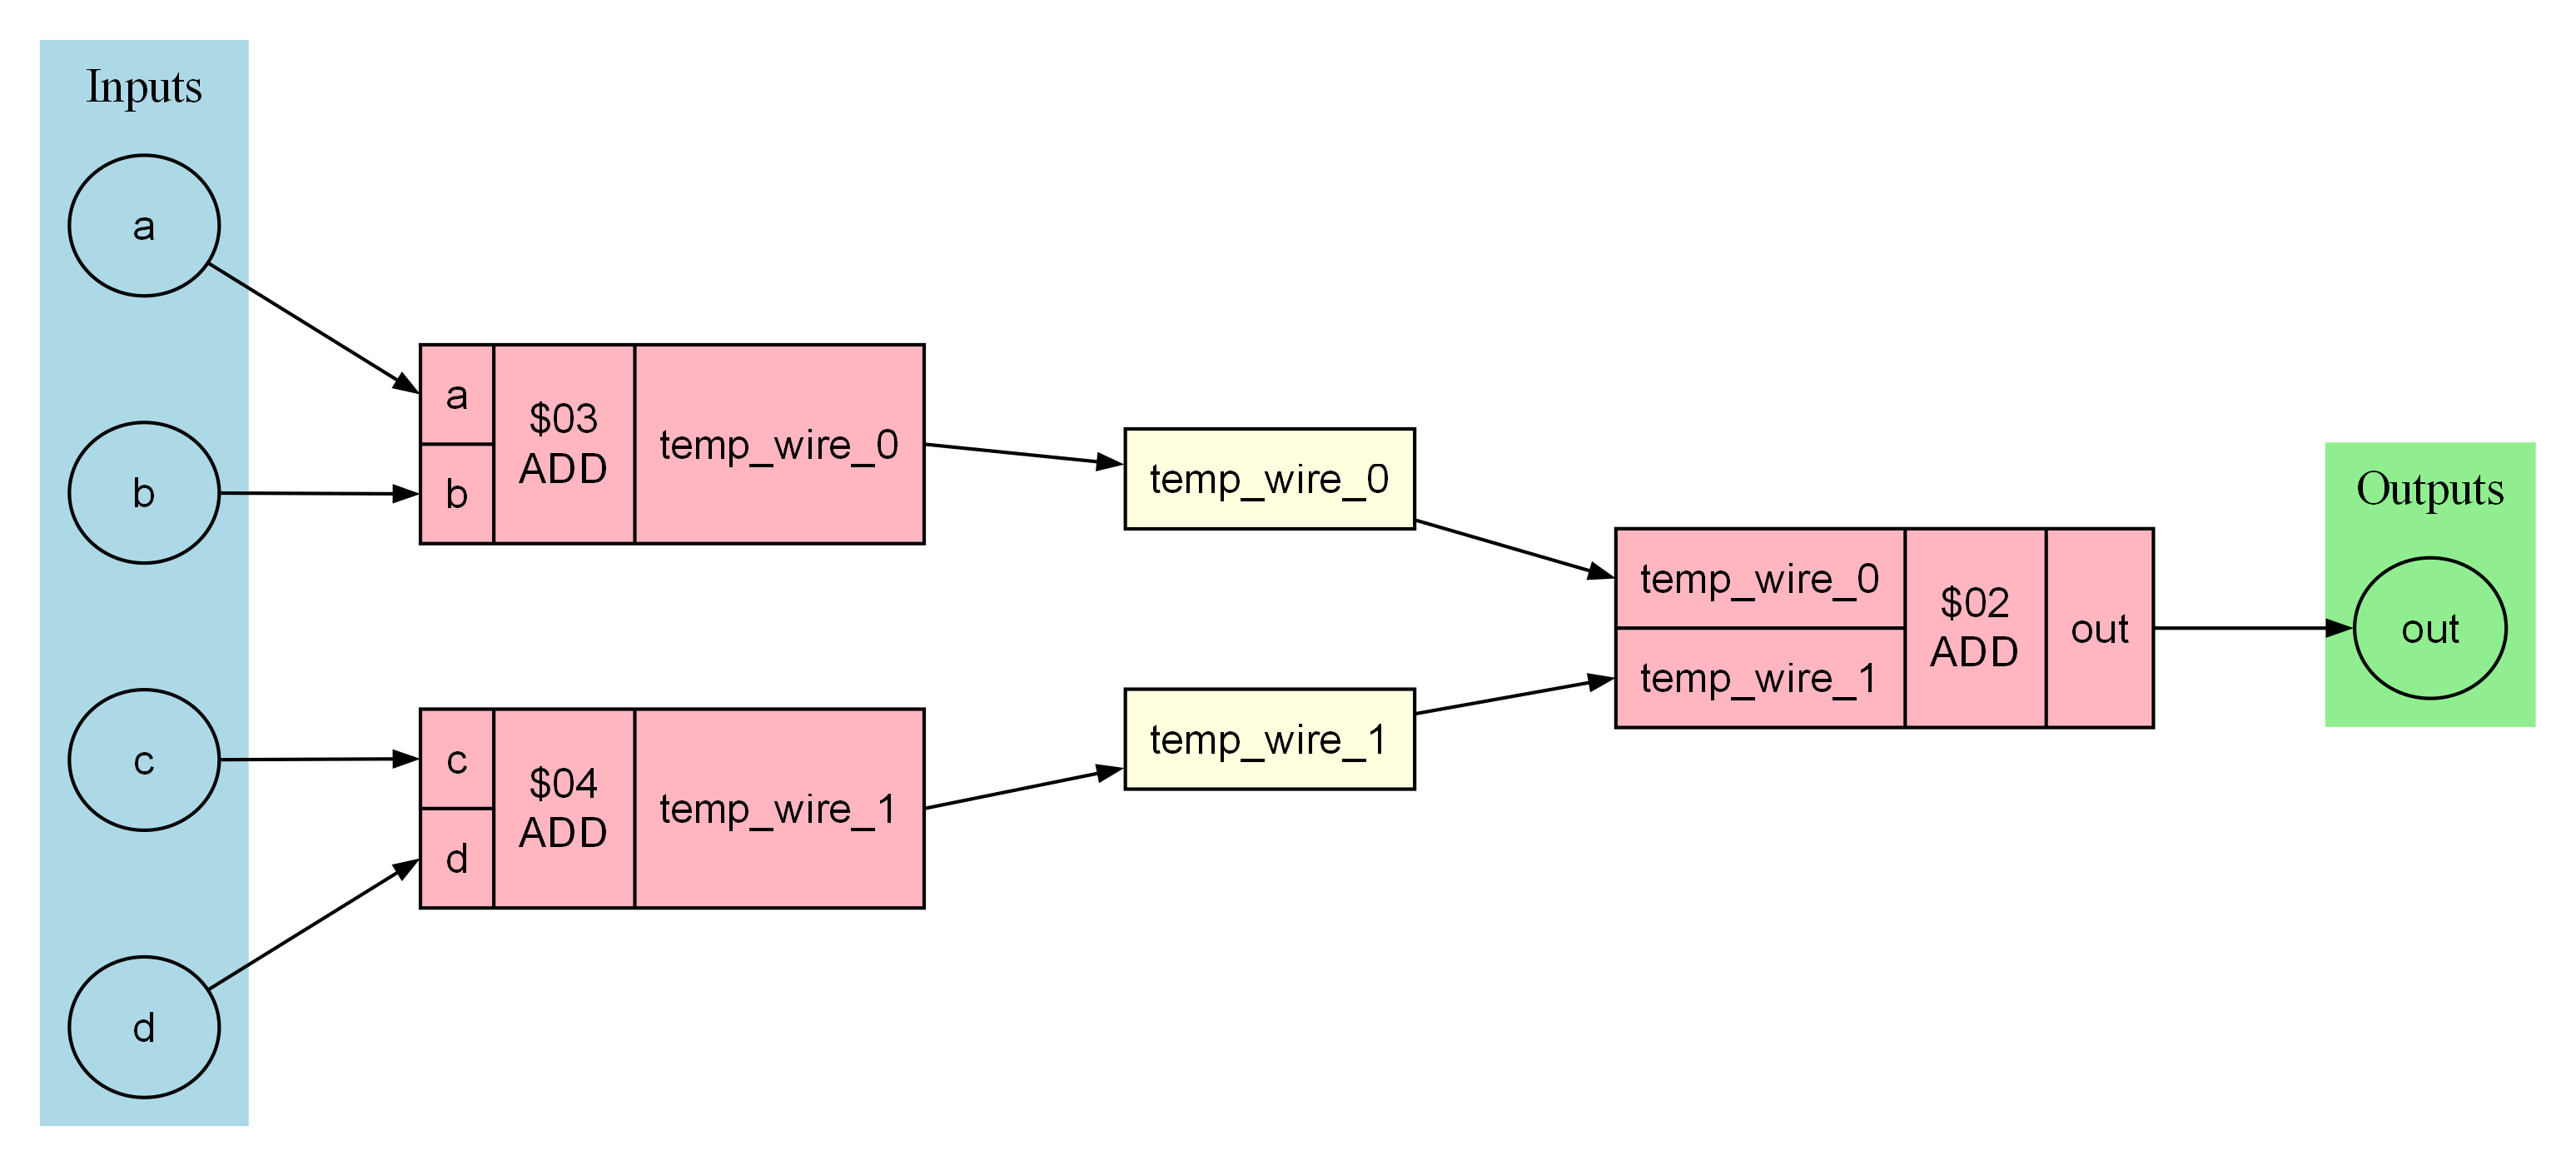 Inputs
a
b
c
d
a
b
$03
ADD
temp_wire_0
c
d
$04
ADD
temp_wire_1
temp_wire_0
temp_wire_1
temp_wire_0
temp_wire_1
$02
ADD
out
Outputs
out